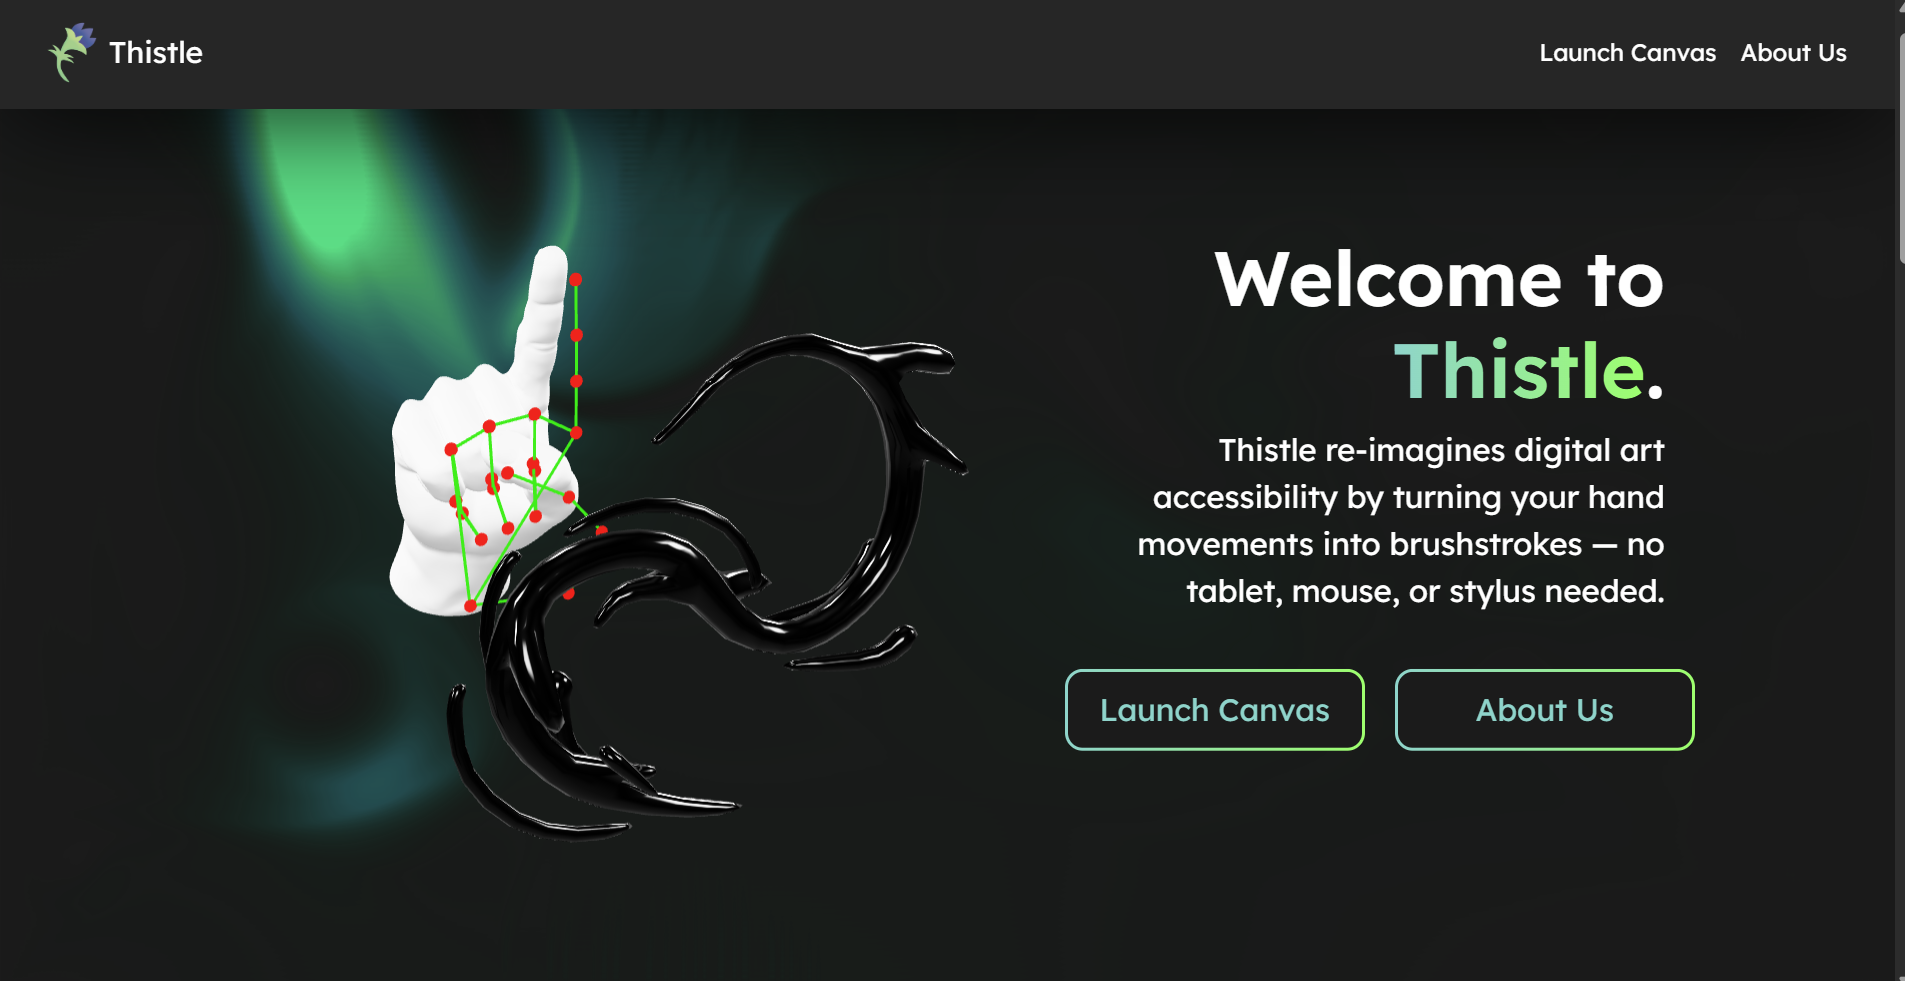 Thistle
Launch Canvas
About Us
Welcome to
Thistle.
Thistle re-imagines digital art
accessibility by turning your hand
movements into brushstrokes — no
tablet, mouse, or stylus needed.
Launch Canvas
About Us